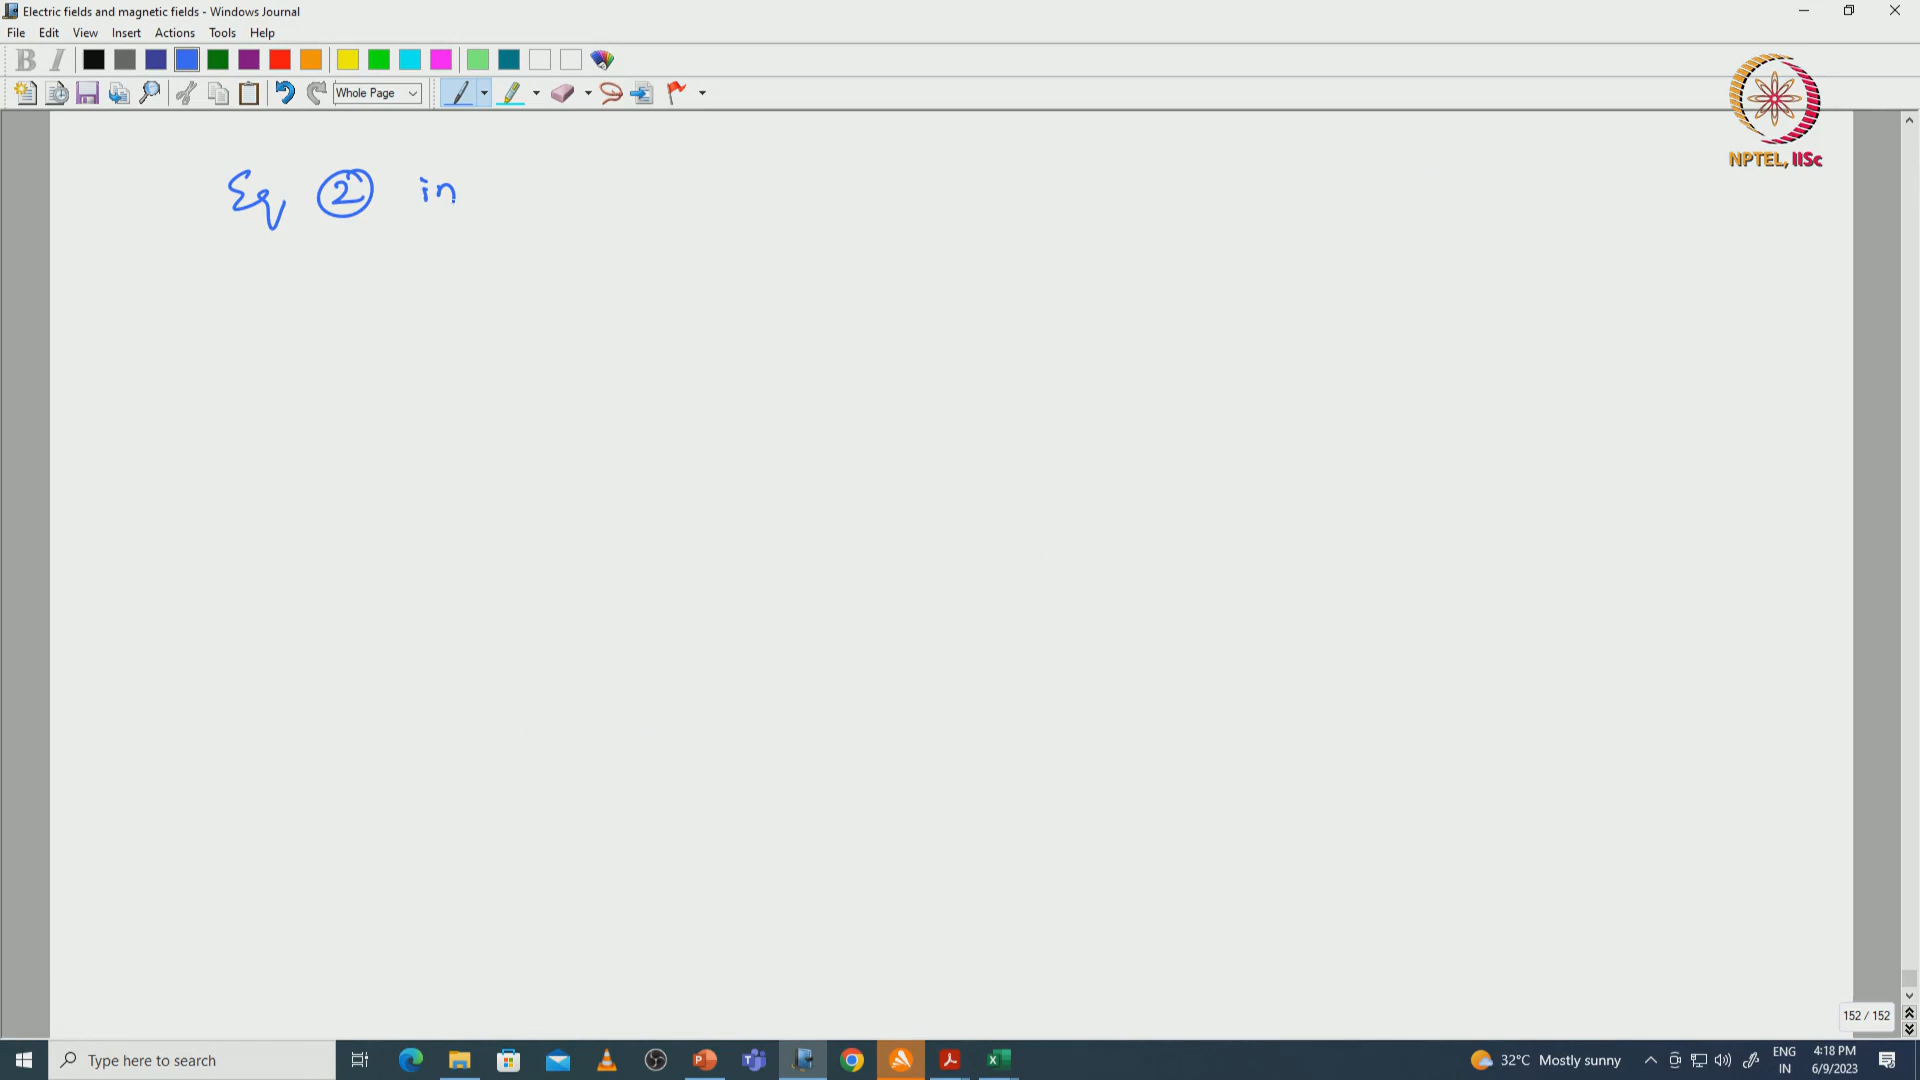 Electric fields and magnetic fields - Windows Journal
File Edit View Insert Actions Tools Help
B I
Whole Page
NPTEL, IISc
Eq ② in
152 / 152
Type here to search
32°C Mostly sunny
ENG
IN
4:18 PM
6/9/2023